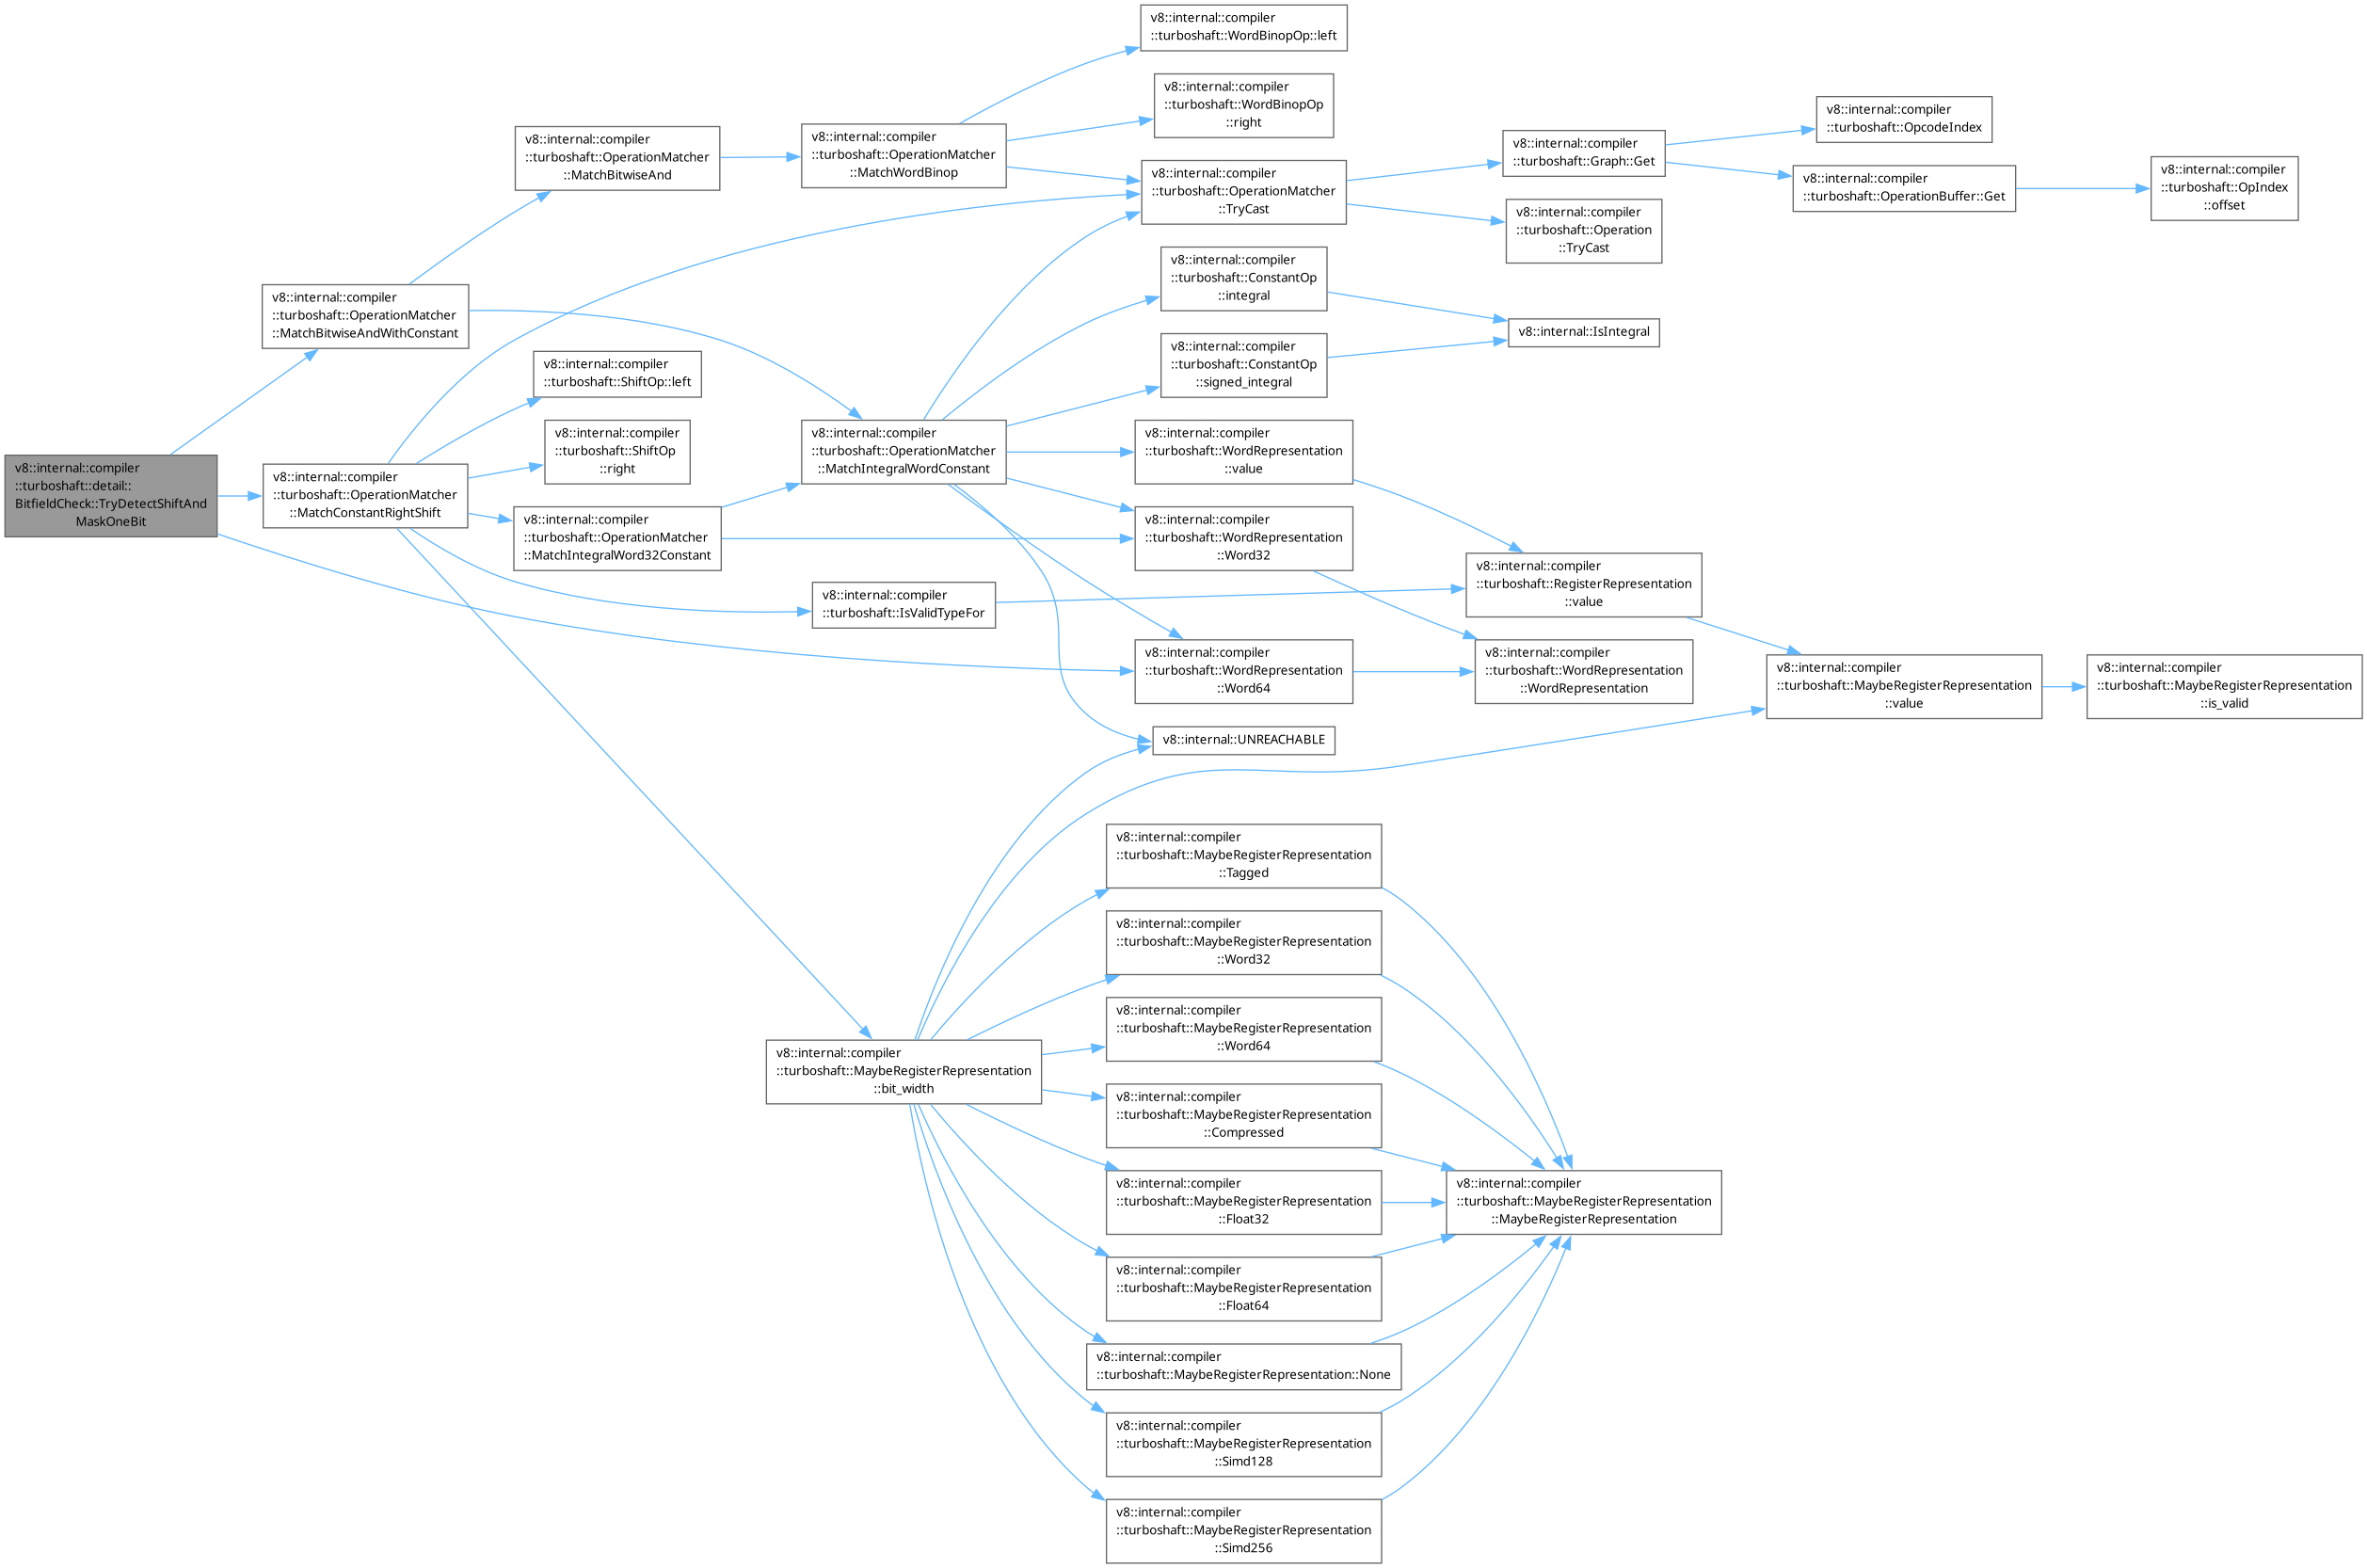 v8::internal::compiler
::turboshaft::detail::
BitfieldCheck::TryDetectShiftAnd
MaskOneBit
v8::internal::compiler
::turboshaft::OperationMatcher
::MatchBitwiseAndWithConstant
v8::internal::compiler
::turboshaft::OperationMatcher
::MatchConstantRightShift
v8::internal::compiler
::turboshaft::OperationMatcher
::MatchBitwiseAnd
v8::internal::compiler
::turboshaft::ShiftOp::left
v8::internal::compiler
::turboshaft::ShiftOp
::right
v8::internal::compiler
::turboshaft::OperationMatcher
::MatchIntegralWord32Constant
v8::internal::compiler
::turboshaft::OperationMatcher
::MatchWordBinop
v8::internal::compiler
::turboshaft::OperationMatcher
::MatchIntegralWordConstant
v8::internal::compiler
::turboshaft::IsValidTypeFor
v8::internal::compiler
::turboshaft::MaybeRegisterRepresentation
::bit_width
v8::internal::compiler
::turboshaft::WordBinopOp::left
v8::internal::compiler
::turboshaft::WordBinopOp
::right
v8::internal::compiler
::turboshaft::OperationMatcher
::TryCast
v8::internal::compiler
::turboshaft::ConstantOp
::integral
v8::internal::compiler
::turboshaft::ConstantOp
::signed_integral
v8::internal::compiler
::turboshaft::WordRepresentation
::value
v8::internal::compiler
::turboshaft::WordRepresentation
::Word32
v8::internal::compiler
::turboshaft::WordRepresentation
::Word64
v8::internal::UNREACHABLE
v8::internal::compiler
::turboshaft::MaybeRegisterRepresentation
::Tagged
v8::internal::compiler
::turboshaft::MaybeRegisterRepresentation
::Word32
v8::internal::compiler
::turboshaft::MaybeRegisterRepresentation
::Word64
v8::internal::compiler
::turboshaft::MaybeRegisterRepresentation
::Compressed
v8::internal::compiler
::turboshaft::MaybeRegisterRepresentation
::Float32
v8::internal::compiler
::turboshaft::MaybeRegisterRepresentation
::Float64
v8::internal::compiler
::turboshaft::MaybeRegisterRepresentation::None
v8::internal::compiler
::turboshaft::MaybeRegisterRepresentation
::Simd128
v8::internal::compiler
::turboshaft::MaybeRegisterRepresentation
::Simd256
v8::internal::compiler
::turboshaft::Graph::Get
v8::internal::compiler
::turboshaft::Operation
::TryCast
v8::internal::IsIntegral
v8::internal::compiler
::turboshaft::RegisterRepresentation
::value
v8::internal::compiler
::turboshaft::WordRepresentation
::WordRepresentation
v8::internal::compiler
::turboshaft::MaybeRegisterRepresentation
::MaybeRegisterRepresentation
v8::internal::compiler
::turboshaft::OpcodeIndex
v8::internal::compiler
::turboshaft::OperationBuffer::Get
v8::internal::compiler
::turboshaft::MaybeRegisterRepresentation
::value
v8::internal::compiler
::turboshaft::OpIndex
::offset
v8::internal::compiler
::turboshaft::MaybeRegisterRepresentation
::is_valid